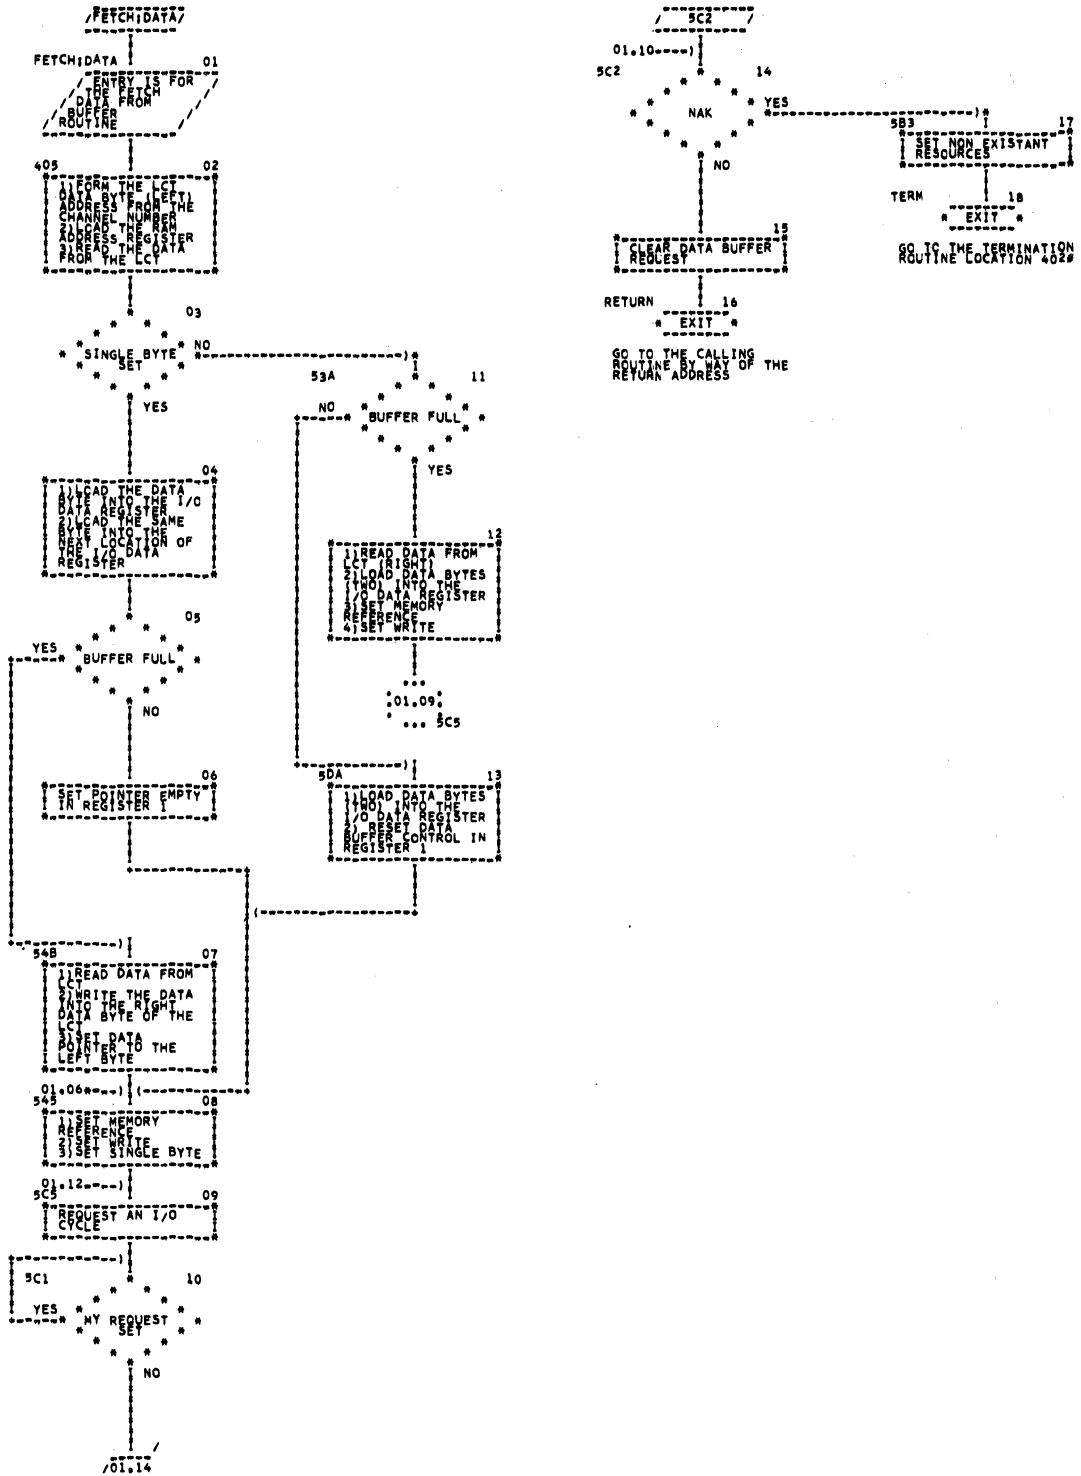 /FETCH;DATA/
FETCH;DATA 01
ENTRY IS FOR
THE FETCH
DATA FROM
BUFFER
ROUTINE
405 02
1)FORM THE LCT
DATA BYTE (LEFT)
ADDRESS FROM THE
CHANNEL NUMBER
2)LOAD THE RAM
ADDRESS REGISTER
3)READ THE DATA
FROM THE LCT
03
SINGLE BYTE
SET
NO
YES
04
1)LOAD THE DATA
BYTE INTO THE I/O
DATA REGISTER
2)LOAD THE SAME
BYTE INTO THE
NEXT LOCATION OF
THE I/O DATA
REGISTER
05
YES
BUFFER FULL
NO
06
SET POINTER EMPTY
IN REGISTER 1
54B 07
1)READ DATA FROM
LCT
2)WRITE THE DATA
INTO THE RIGHT
DATA BYTE OF THE
LCT
3)SET DATA
POINTER TO THE
LEFT BYTE
01.06
545 08
1)SET MEMORY
REFERENCE
2)SET WRITE
3)SET SINGLE BYTE
01.12
5C5 09
REQUEST AN I/O
CYCLE
5C1 10
YES
MY REQUEST
SET
NO
/01.14
53A 11
NO
BUFFER FULL
YES
12
1)READ DATA FROM
LCT (RIGHT)
2)LOAD DATA BYTES
(TWO) INTO THE
I/O DATA REGISTER
3)SET MEMORY
REFERENCE
4)SET WRITE
01.09
5C5
5DA 13
1)LOAD DATA BYTES
(TWO) INTO THE
I/O DATA REGISTER
2) RESET DATA
BUFFER CONTROL IN
REGISTER 1
/ 5C2 /
01.10
5C2 14
NAK
YES
NO
15
CLEAR DATA BUFFER
REQUEST
RETURN 16
* EXIT *
GO TO THE CALLING
ROUTINE BY WAY OF THE
RETURN ADDRESS
5B3 17
SET NON EXISTANT
RESOURCES
TERM 18
* EXIT *
GO TO THE TERMINATION
ROUTINE LOCATION 402#